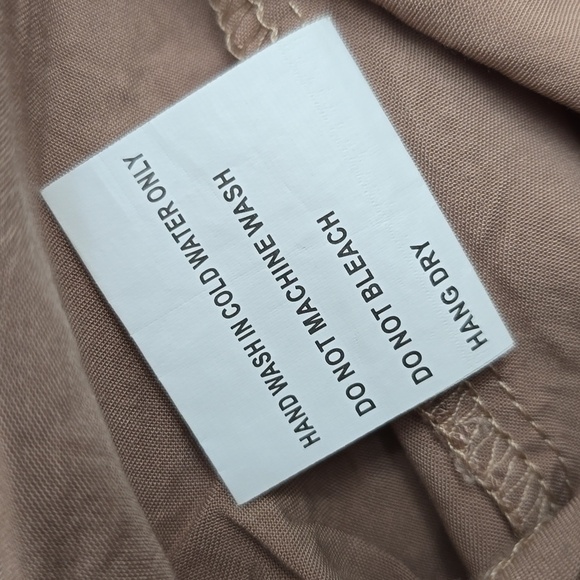 HAND WASH IN COLD WATER ONLY
DO NOT MACHINE WASH
DO NOT BLEACH
HANG DRY